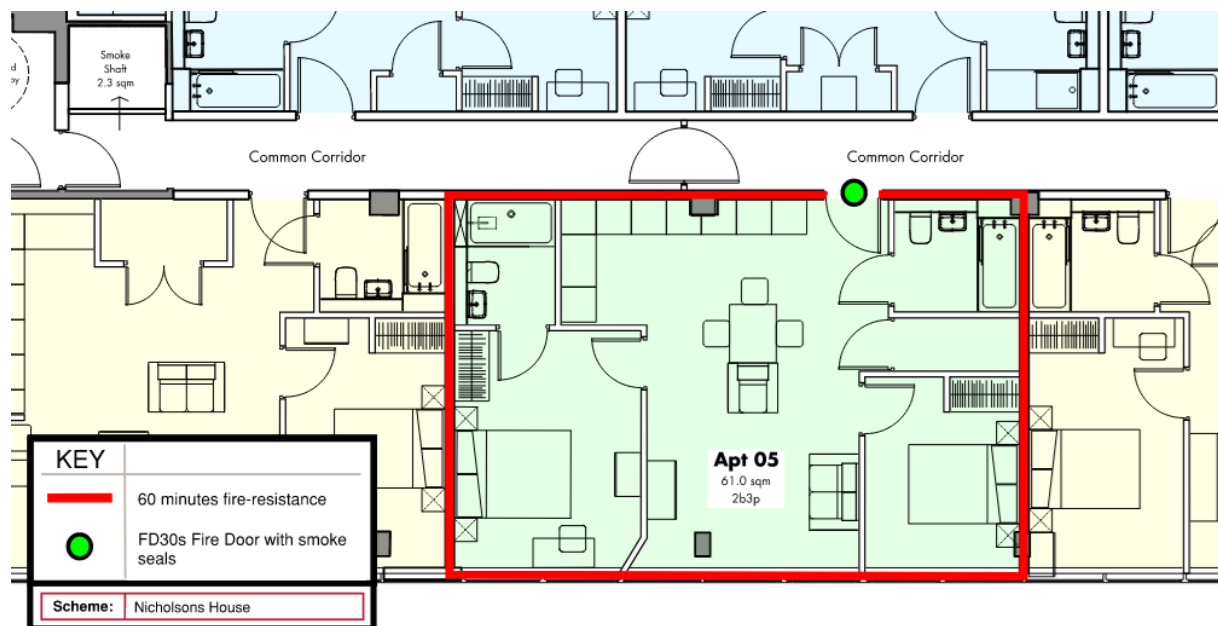 Smoke
Shaft
2.3 sqm
Common Corridor
Common Corridor
Apt 05
61.0 sqm
2b3p
KEY
60 minutes fire-resistance
FD30s Fire Door with smoke
seals
Scheme: Nicholsons House